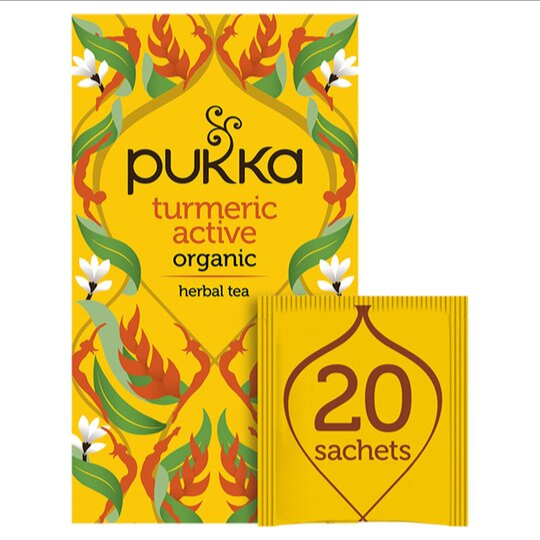 pukka
turmeric
active
organic
herbal tea
20
sachets